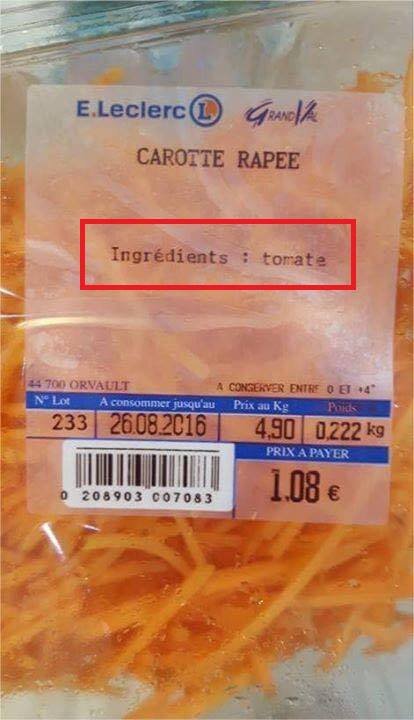 E.Leclerc L GRAND VAL
CAROTTE RAPEE
Ingrédients : tomate
44 700 ORVAULT A CONSERVER ENTRE 0 ET +4°
N° Lot A consommer jusqu'au Prix au Kg Poids
233 26.08.2016 4,90 0,222 kg
PRIX A PAYER
1.08 €
0 208903 007083